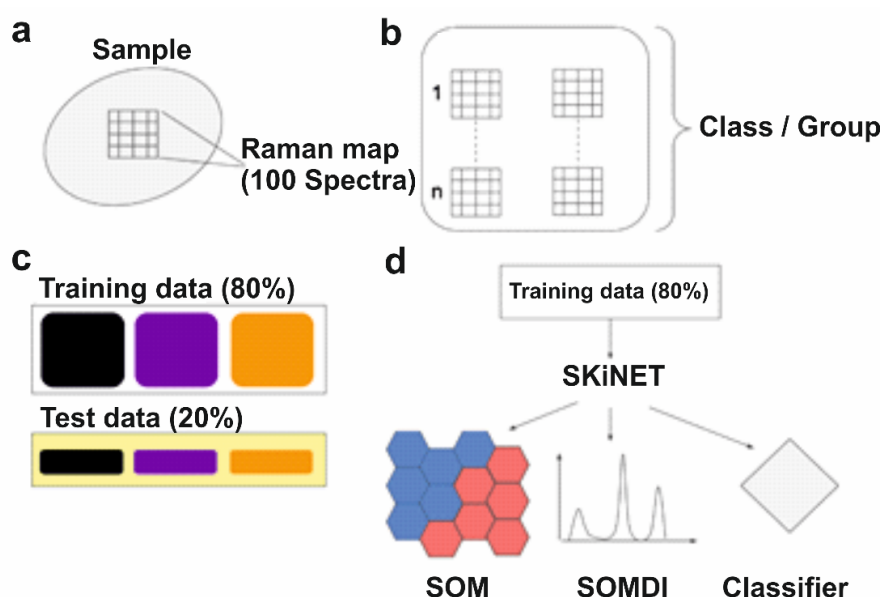 a
Sample
Raman map
(100 Spectra)
b
1
n
Class / Group
c
Training data (80%)
Test data (20%)
d
Training data (80%)
SKiNET
SOM
SOMDI
Classifier